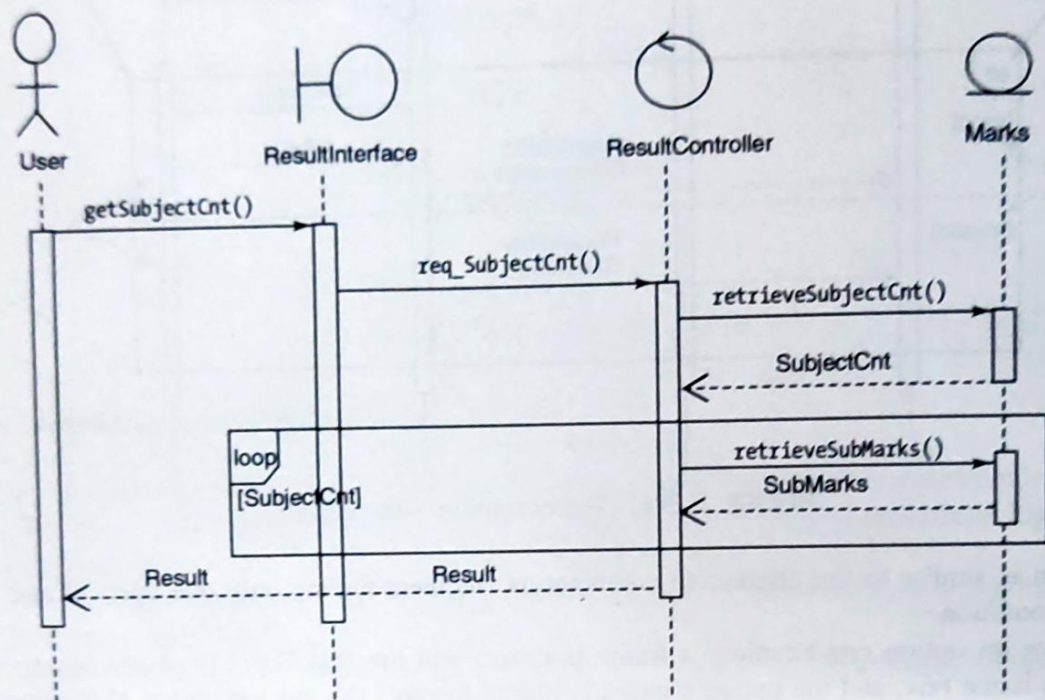 User
ResultInterface
ResultController
Marks
getSubjectCnt()
req_SubjectCnt()
retrieveSubjectCnt()
SubjectCnt
loop
[SubjectCnt]
retrieveSubMarks()
SubMarks
Result
Result